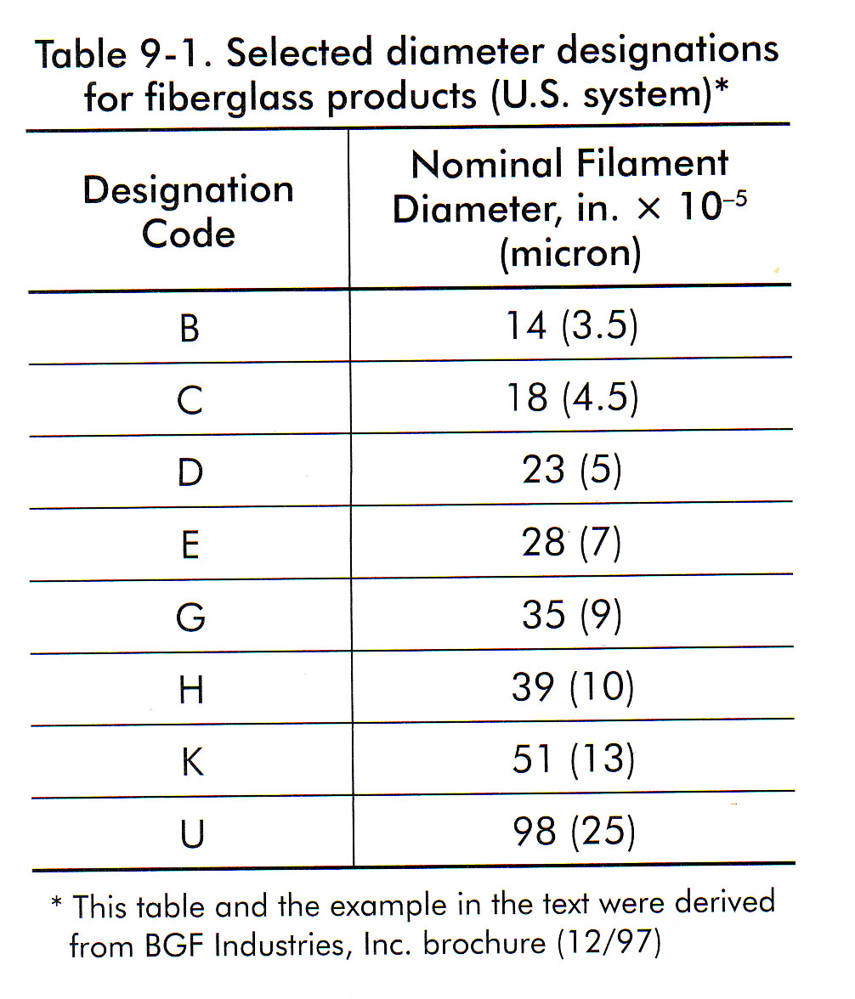 Table 9-1. Selected diameter designations
for fiberglass products (U.S. system)*
Designation
Code
Nominal Filament
Diameter, in. × 10⁻⁵
(micron)
B 14 (3.5)
C 18 (4.5)
D 23 (5)
E 28 (7)
G 35 (9)
H 39 (10)
K 51 (13)
U 98 (25)
* This table and the example in the text were derived
from BGF Industries, Inc. brochure (12/97)